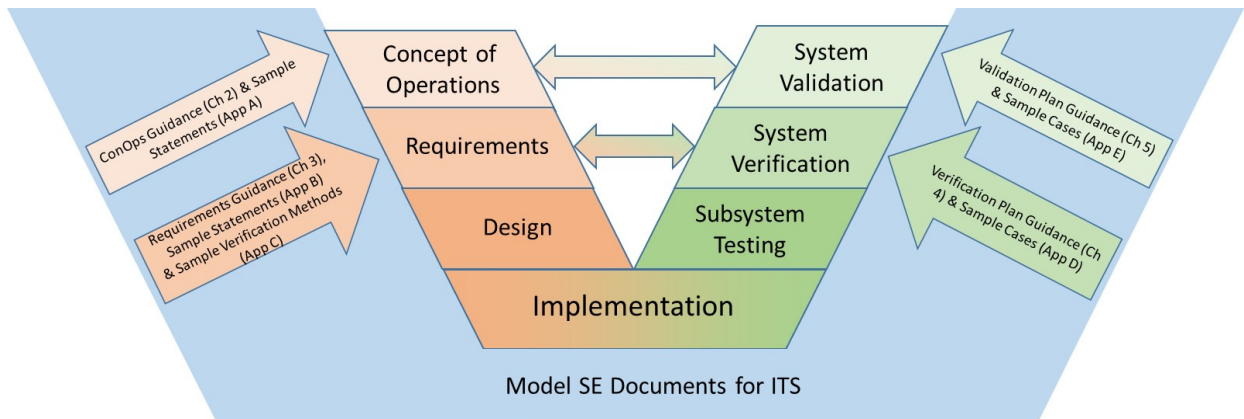 Concept of
Operations
System
Validation
ConOps Guidance (Ch 2) & Sample
Statements (App A)
Validation Plan Guidance (Ch 5)
& Sample Cases (App E)
Requirements
System
Verification
Requirements Guidance (Ch 3),
Sample Statements (App B)
& Sample Verification Methods
(App C)
Verification Plan Guidance (Ch
4) & Sample Cases (App D)
Design
Subsystem
Testing
Implementation
Model SE Documents for ITS